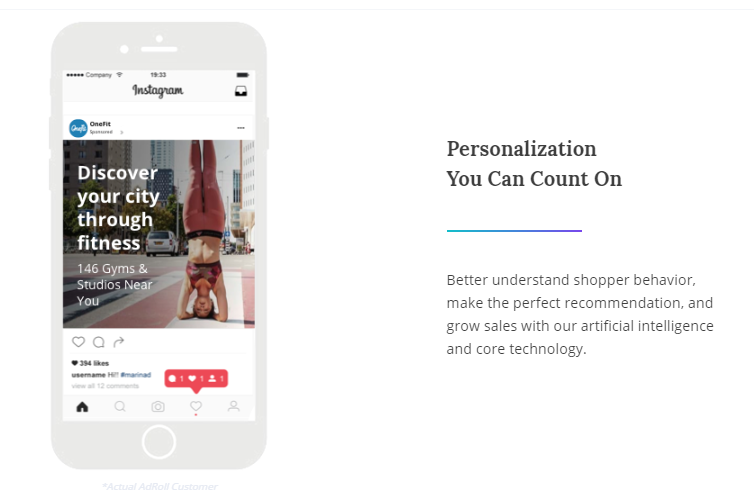 Company
19:33
Instagram
OneFit
OneFit
Sponsored
Discover
your city
through
fitness
146 Gyms &
Studios Near
You
394 likes
username Hi!! #marinad
view all 12 comments
1 1 1
*Actual AdRoll Customer
Personalization
You Can Count On
Better understand shopper behavior,
make the perfect recommendation, and
grow sales with our artificial intelligence
and core technology.